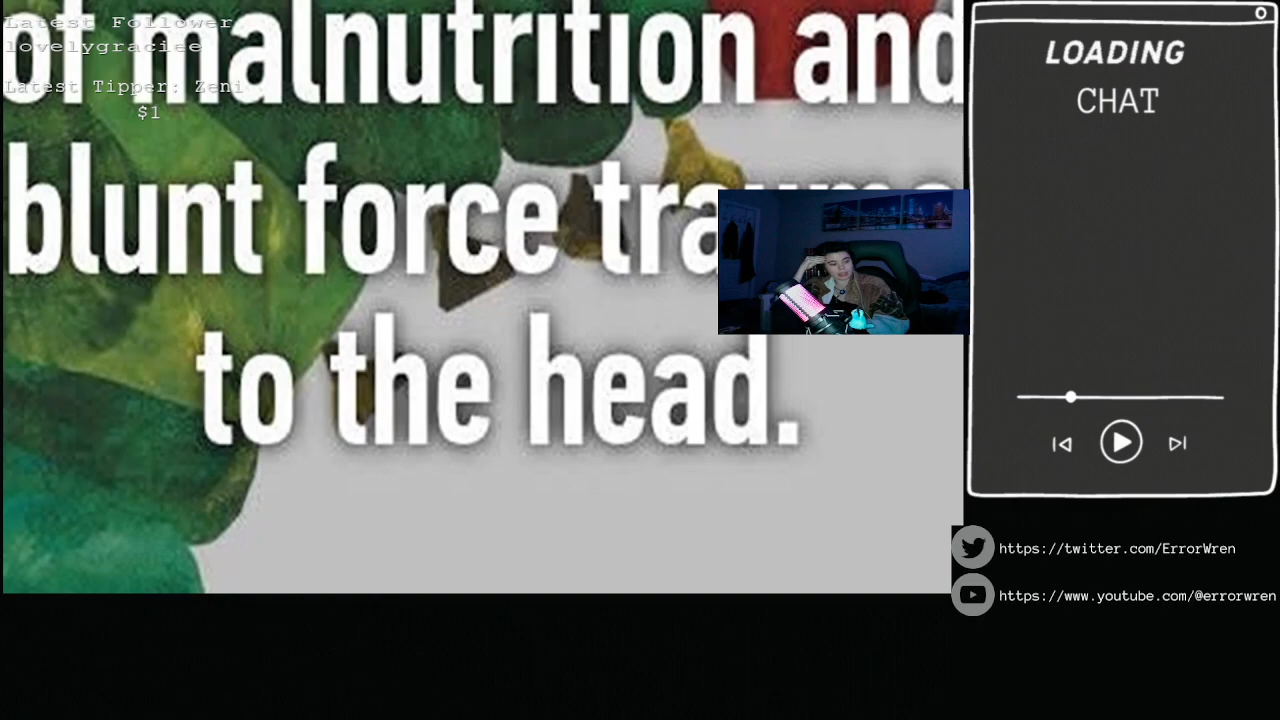 Latest Follower
lovelygraciee
Latest Tipper: Zeni
$1
of malnutrition and
blunt force
to the head.
LOADING
CHAT
https://twitter.com/ErrorWren
https://www.youtube.com/@errorwren